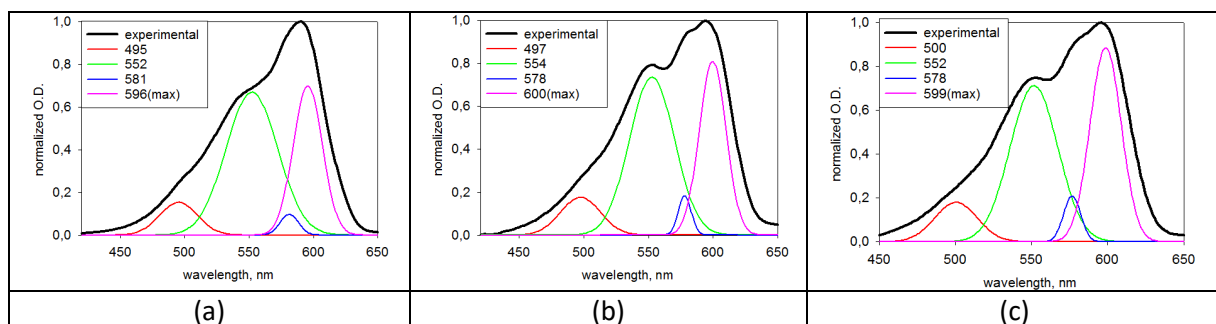 1,0
0,8
0,6
0,4
0,2
0,0
normalized O.D.
experimental
495
552
581
596(max)
450 500 550 600 650
wavelength, nm
1,0
0,8
0,6
0,4
0,2
0,0
normalized O.D.
experimental
497
554
578
600(max)
450 500 550 600 650
wavelength, nm
1,0
0,8
0,6
0,4
0,2
0,0
normalized O.D.
experimental
500
552
578
599(max)
450 500 550 600 650
wavelength, nm
(a) (b) (c)